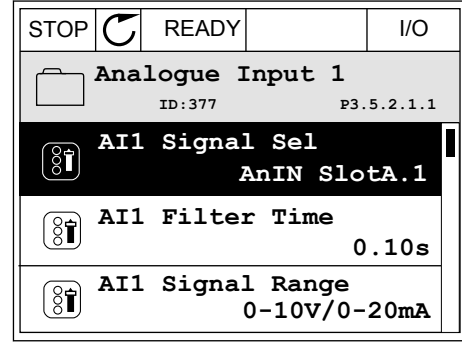 STOP READY I/O
Analogue Input 1
ID:377 P3.5.2.1.1
AI1 Signal Sel
AnIN SlotA.1
AI1 Filter Time
0.10s
AI1 Signal Range
0-10V/0-20mA